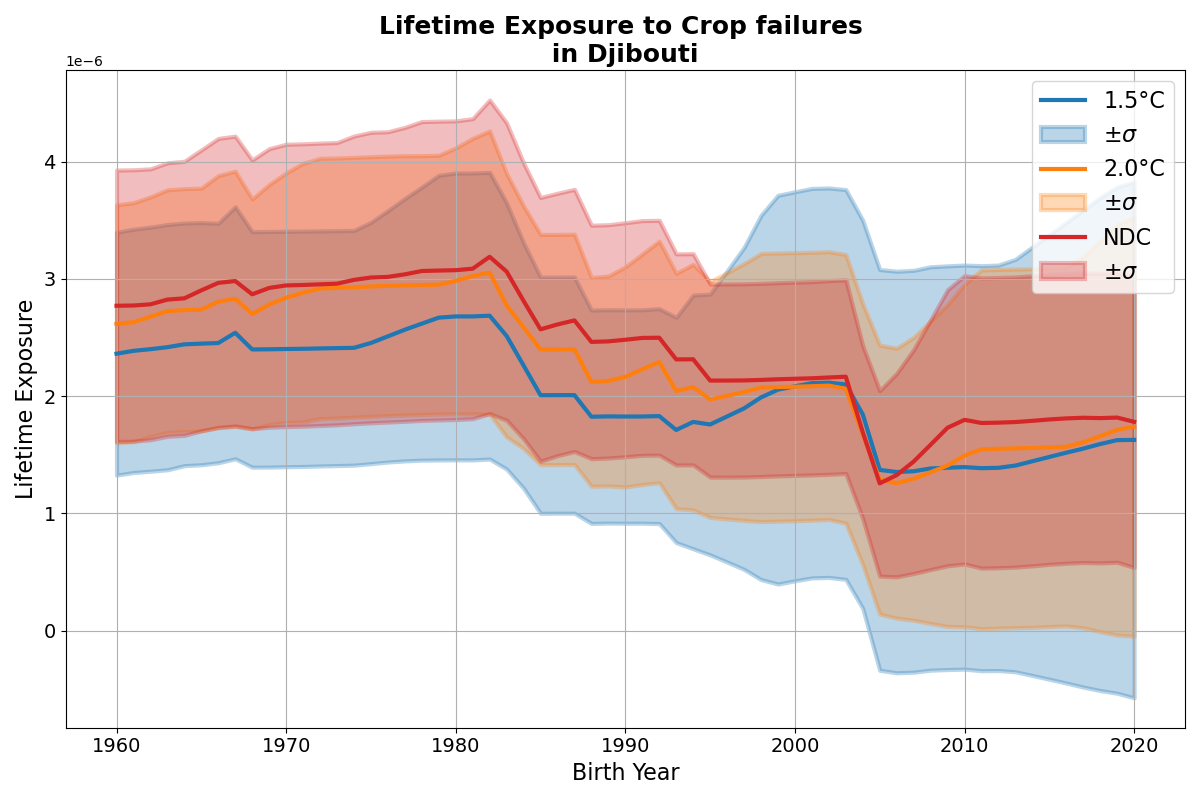 Lifetime Exposure to Crop failures
in Djibouti
1e−6
4
3
2
1
0
Lifetime Exposure
1960 1970 1980 1990 2000 2010 2020
Birth Year
1.5°C
±σ
2.0°C
±σ
NDC
±σ